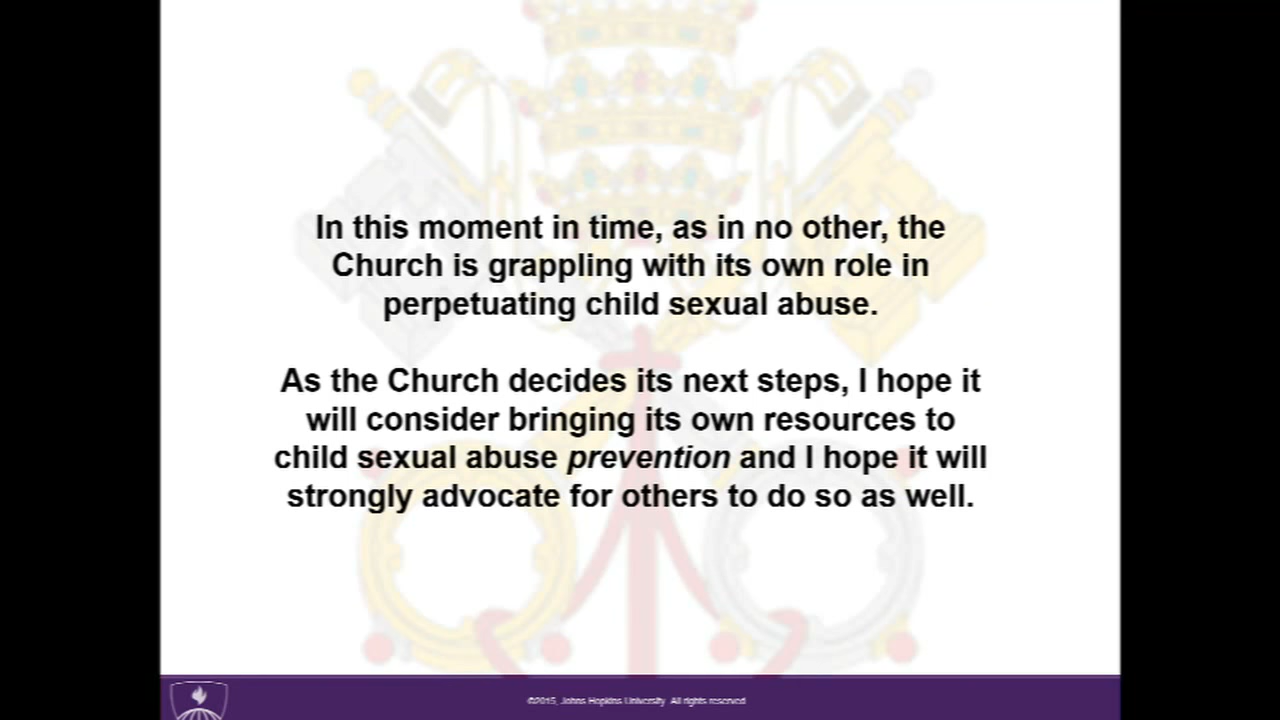 In this moment in time, as in no other, the
Church is grappling with its own role in
perpetuating child sexual abuse.
As the Church decides its next steps, I hope it
will consider bringing its own resources to
child sexual abuse prevention and I hope it will
strongly advocate for others to do so as well.
©2015, Johns Hopkins University. All rights reserved.